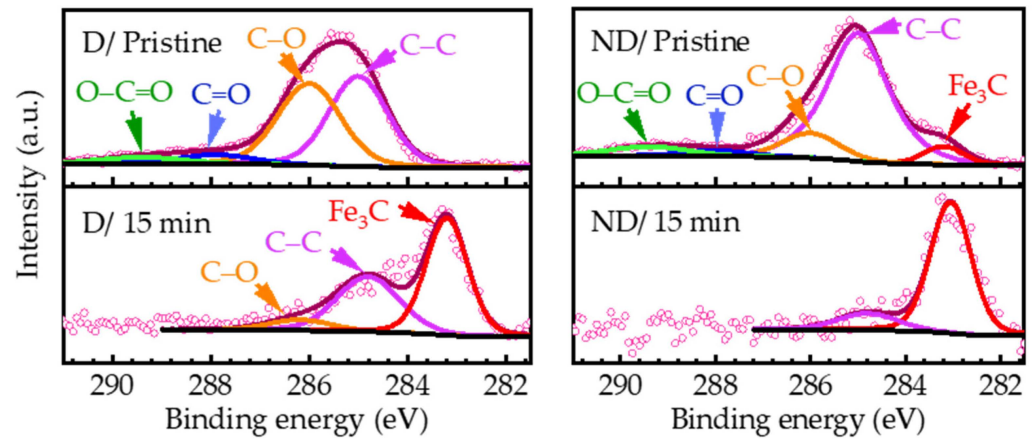 Intensity (a.u.)
D/ Pristine
O–C=O
C=O
C–O
C–C
D/ 15 min
C–O
C–C
Fe₃C
290 288 286 284 282
Binding energy (eV)
ND/ Pristine
O–C=O
C=O
C–O
C–C
Fe₃C
ND/ 15 min
290 288 286 284 282
Binding energy (eV)